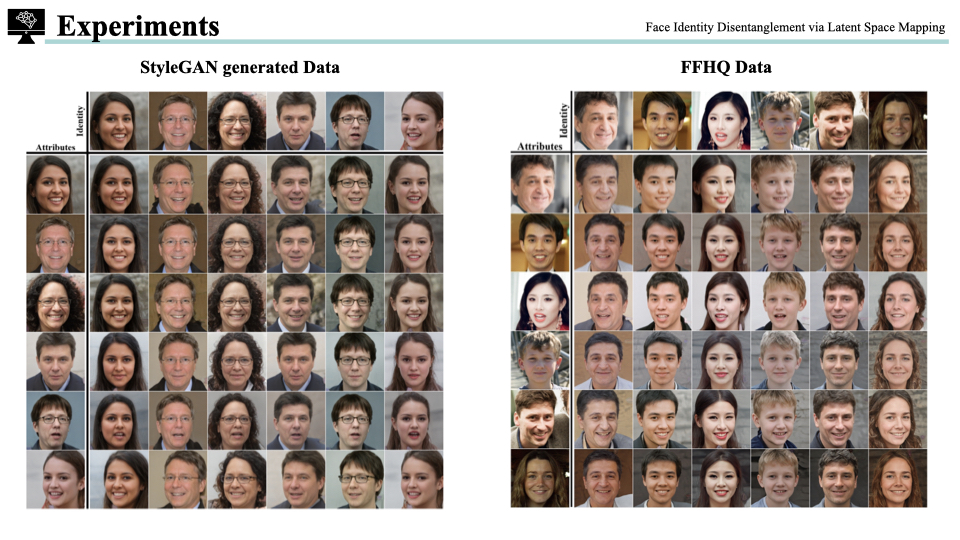 Experiments
Face Identity Disentanglement via Latent Space Mapping
StyleGAN generated Data
FFHQ Data
Identity
Attributes
Identity
Attributes